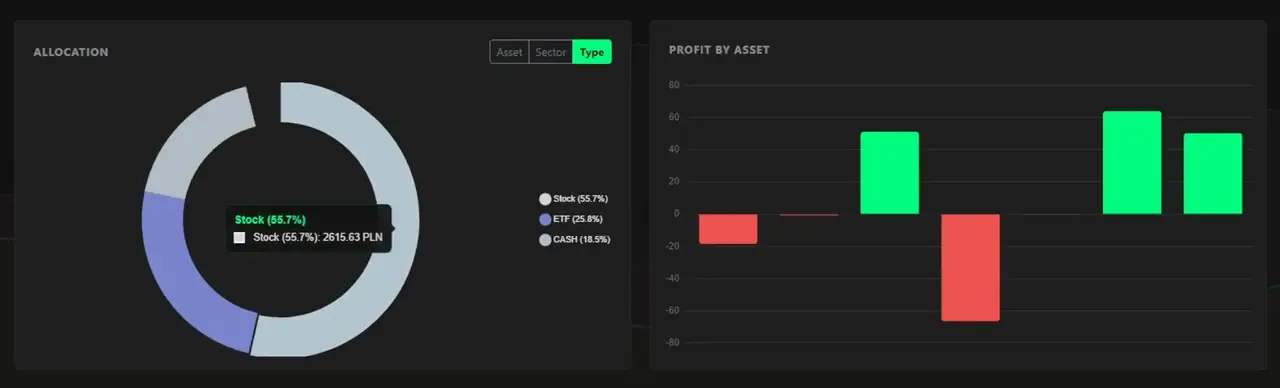 ALLOCATION
Asset Sector Type
Stock (55.7%)
Stock (55.7%): 2615.63 PLN
Stock (55.7%)
ETF (25.8%)
CASH (18.5%)
PROFIT BY ASSET
80
60
40
20
0
-20
-40
-60
-80